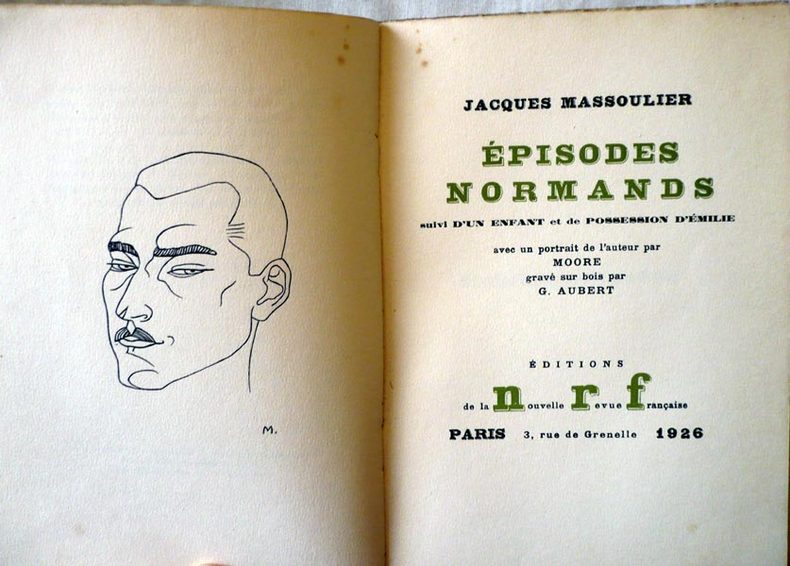 M.
JACQUES MASSOULIER
ÉPISODES
NORMANDS
suivi D'UN ENFANT et de POSSESSION D'ÉMILIE
avec un portrait de l'auteur par
MOORE
gravé sur bois par
G. AUBERT
ÉDITIONS
de la nouvelle revue française
PARIS 3, rue de Grenelle 1926